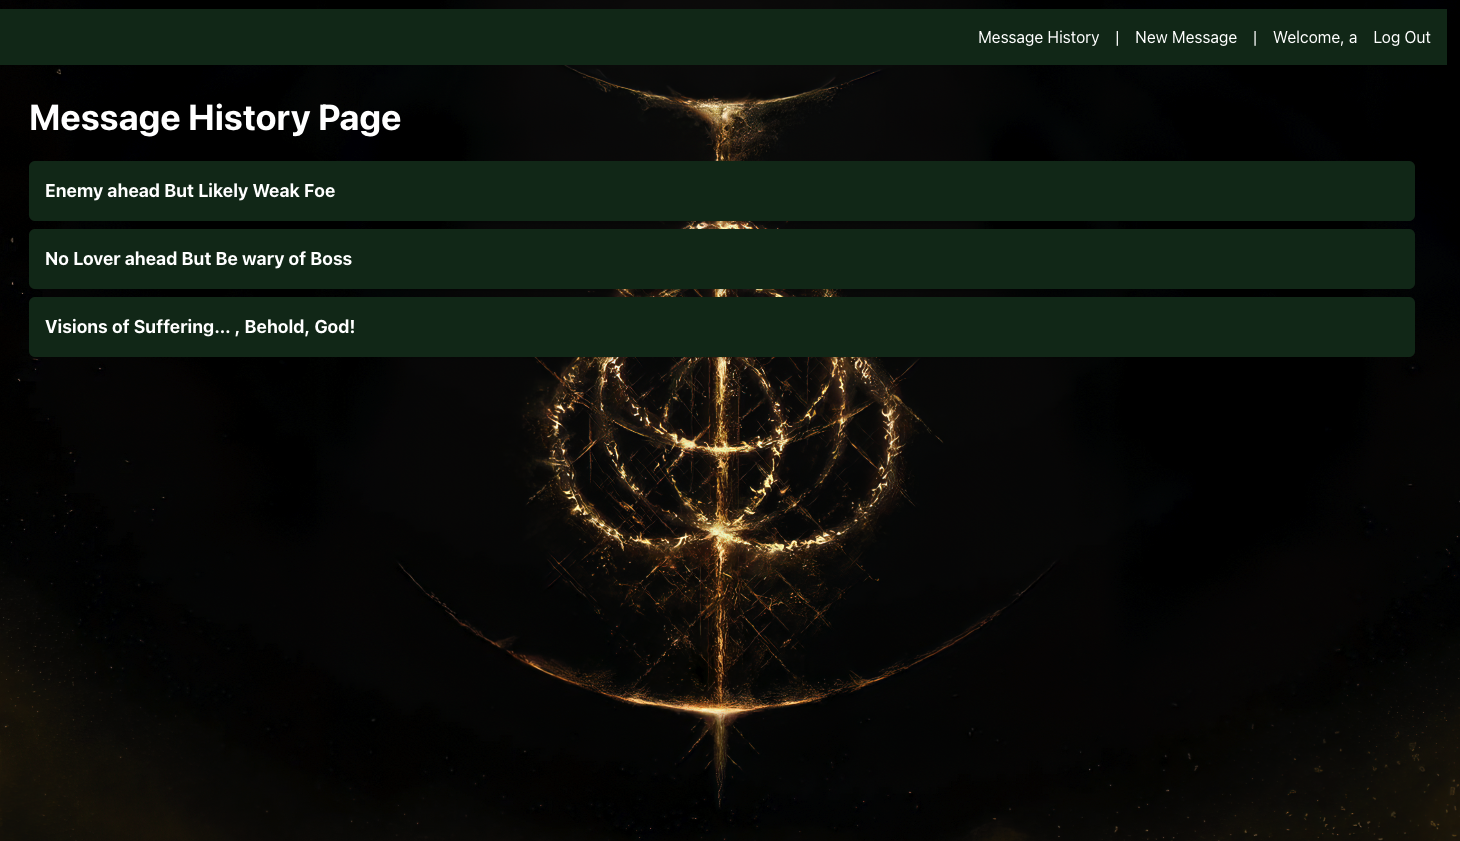 Message History | New Message | Welcome, a Log Out
Message History Page
Enemy ahead But Likely Weak Foe
No Lover ahead But Be wary of Boss
Visions of Suffering... , Behold, God!